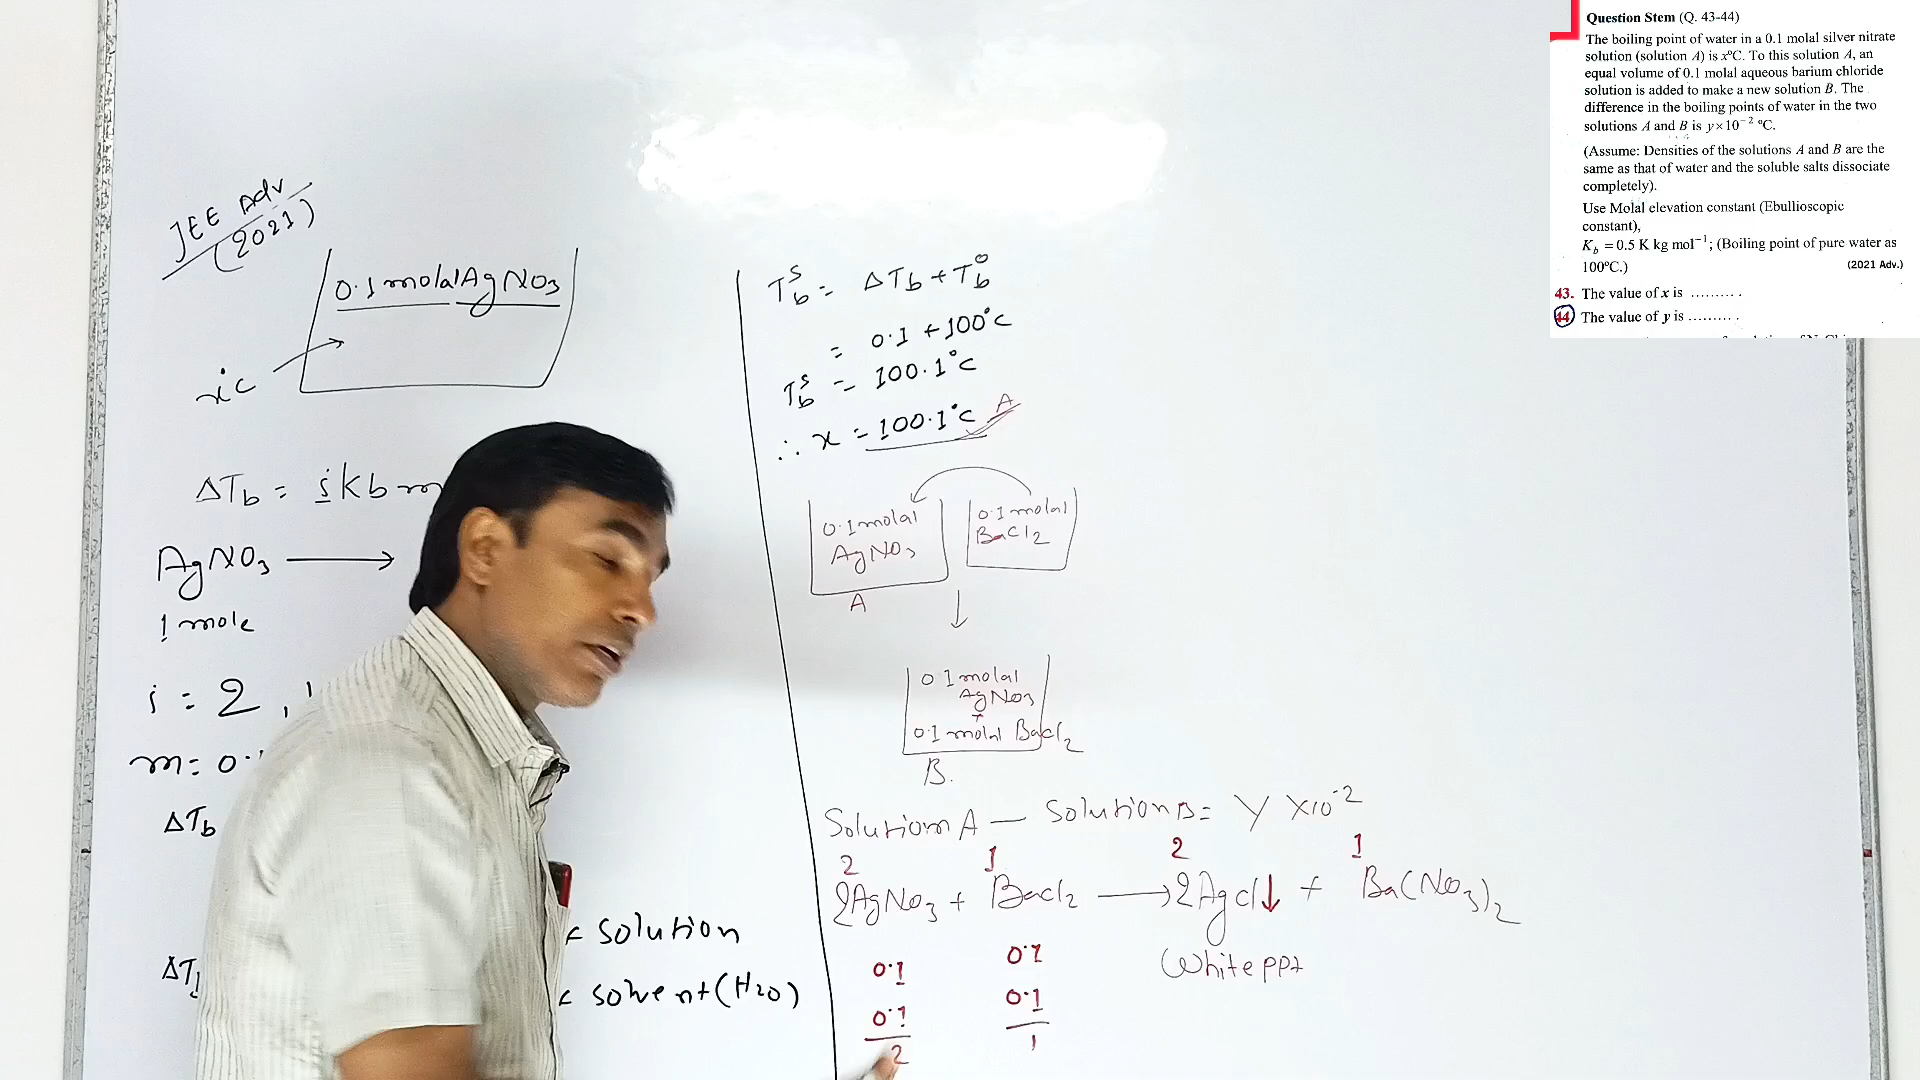 JEE Adv
(2021)
0.1 molal AgNO3
x°c
ΔTb = i kb m
AgNO3 ⟶
1 mole
i = 2,
m = 0.
ΔTb
solution
solvent (H2O)
Tb^s = ΔTb + Tb^0
= 0.1 + 100°c
Tb^s = 100.1°c
∴ x = 100.1°c A
0.1 molal
AgNO3
A
0.1 molal
BaCl2
↓
0.1 molal
AgNO3
+
0.1 molal BaCl2
B.
Solution A — Solution B = Y X10^-2
2 1 2 1
2AgNO3 + BaCl2 ⟶ 2AgCl↓ + Ba(NO3)2
White ppt
0.1 0.1
0.1 0.1
2 1
Question Stem (Q. 43-44)
The boiling point of water in a 0.1 molal silver nitrate
solution (solution A) is x°C. To this solution A, an
equal volume of 0.1 molal aqueous barium chloride
solution is added to make a new solution B. The
difference in the boiling points of water in the two
solutions A and B is y×10⁻² °C.
(Assume: Densities of the solutions A and B are the
same as that of water and the soluble salts dissociate
completely).
Use Molal elevation constant (Ebullioscopic
constant),
K_b = 0.5 K kg mol⁻¹; (Boiling point of pure water as
100°C.) (2021 Adv.)
43. The value of x is ..........
44 The value of y is ..........